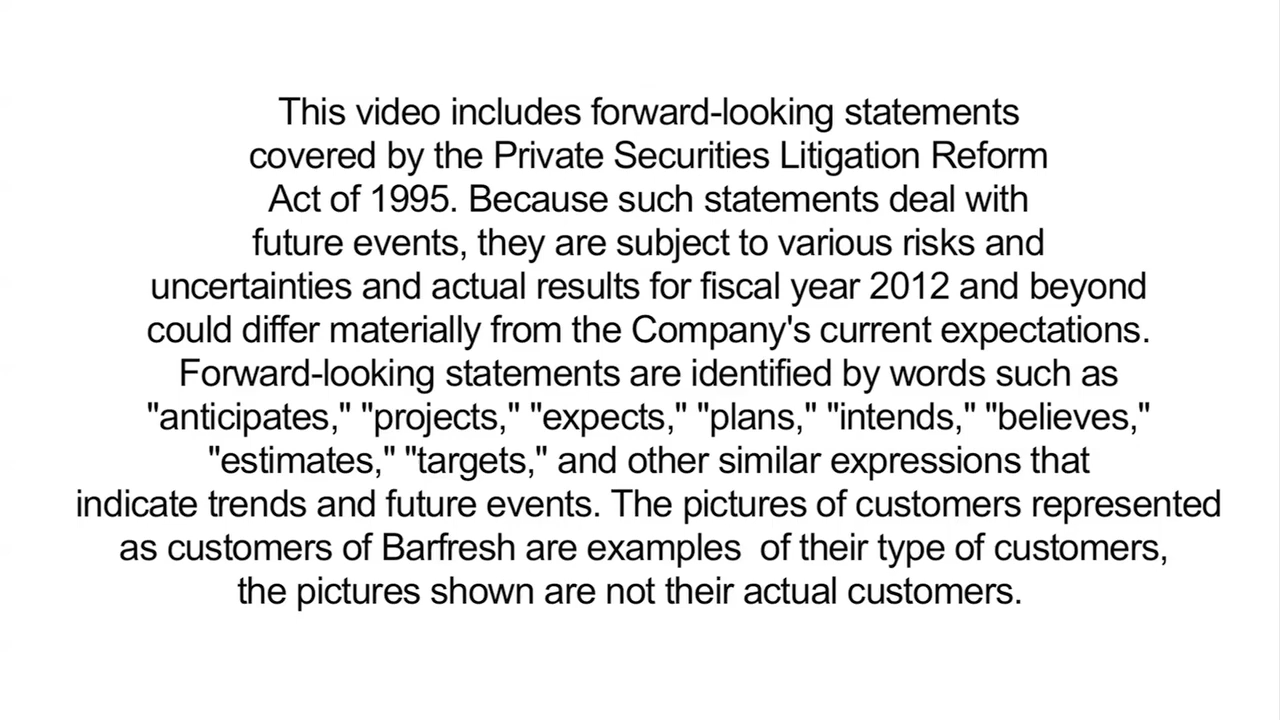 This video includes forward-looking statements
covered by the Private Securities Litigation Reform
Act of 1995. Because such statements deal with
future events, they are subject to various risks and
uncertainties and actual results for fiscal year 2012 and beyond
could differ materially from the Company's current expectations.
Forward-looking statements are identified by words such as
"anticipates," "projects," "expects," "plans," "intends," "believes,"
"estimates," "targets," and other similar expressions that
indicate trends and future events. The pictures of customers represented
as customers of Barfresh are examples  of their type of customers,
the pictures shown are not their actual customers.